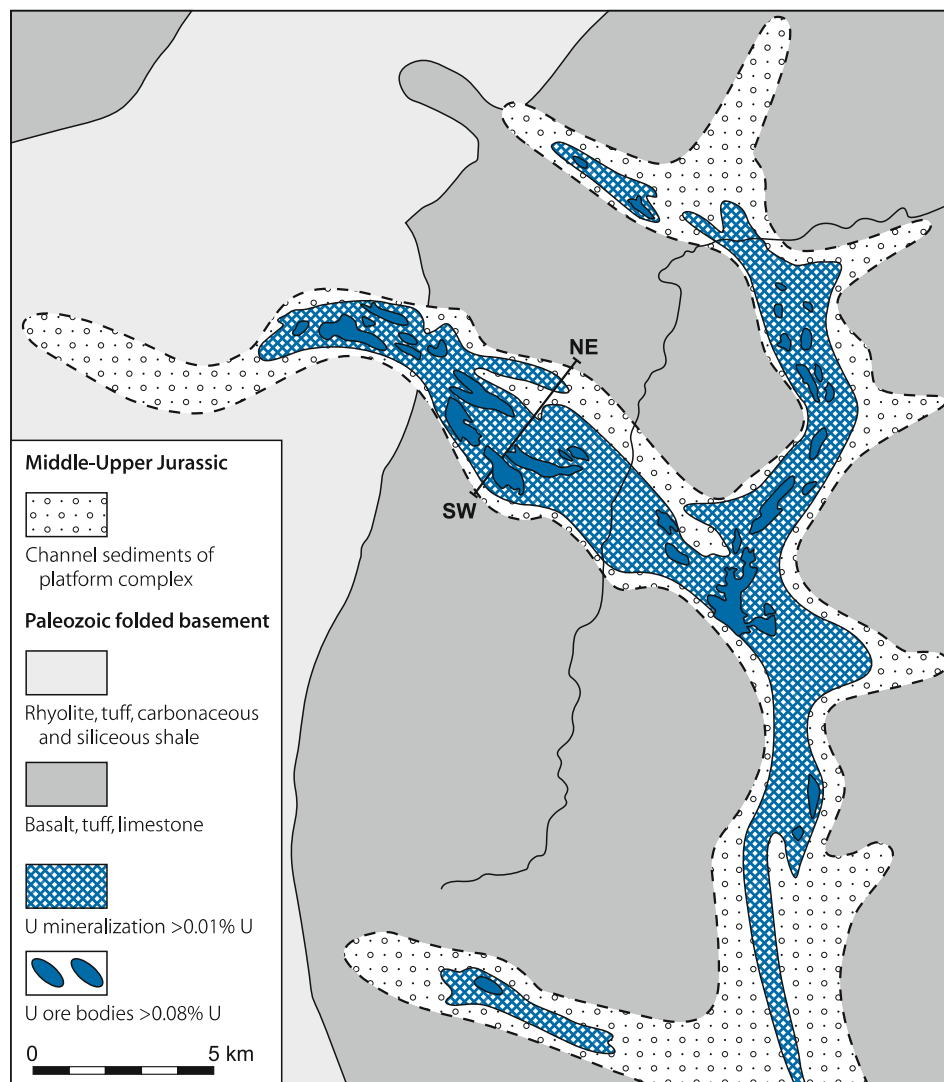 NE
SW
Middle-Upper Jurassic
Channel sediments of
platform complex
Paleozoic folded basement
Rhyolite, tuff, carbonaceous
and siliceous shale
Basalt, tuff, limestone
U mineralization >0.01% U
U ore bodies >0.08% U
0 5 km